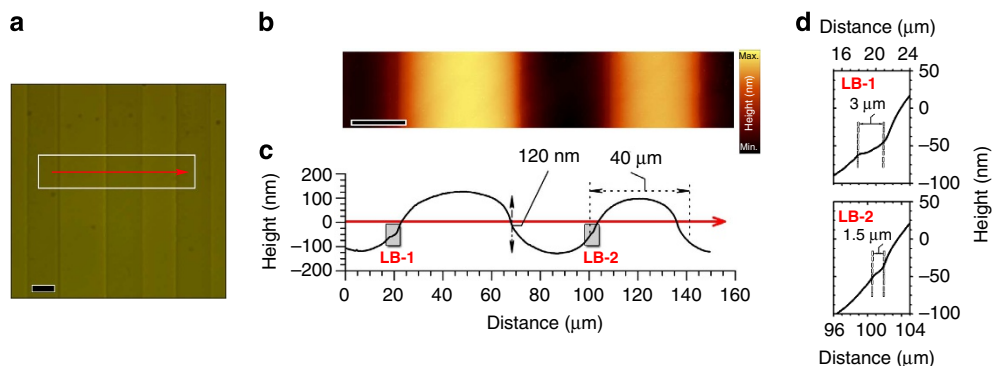 a
b
Max.
Height (nm)
Min.
c
120 nm
40 μm
Height (nm)
200
100
0
−100
−200
LB-1
LB-2
0 20 40 60 80 100 120 140 160
Distance (μm)
d
Distance (μm)
16 20 24
LB-1
3 μm
50
0
−50
−100
LB-2
1.5 μm
50
0
−50
−100
Height (nm)
96 100 104
Distance (μm)